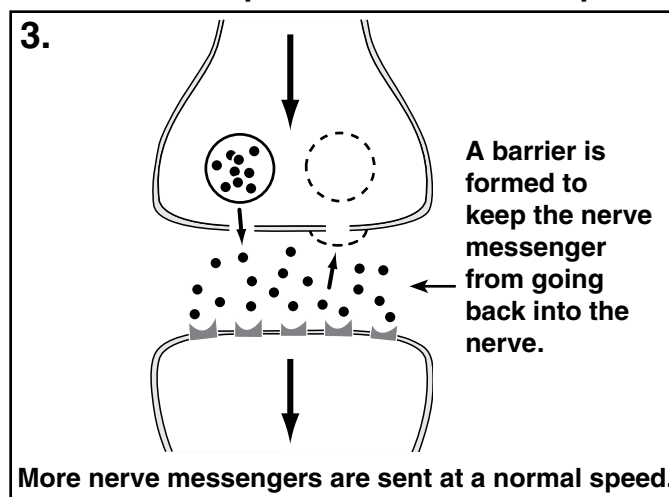 3.
A barrier is
formed to
keep the nerve
messenger
from going
back into the
nerve.
More nerve messengers are sent at a normal speed.